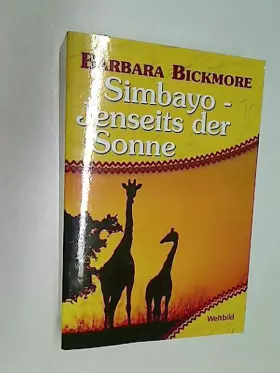 BARBARA BICKMORE
Simbayo -
Jenseits der
Sonne
Weltbild